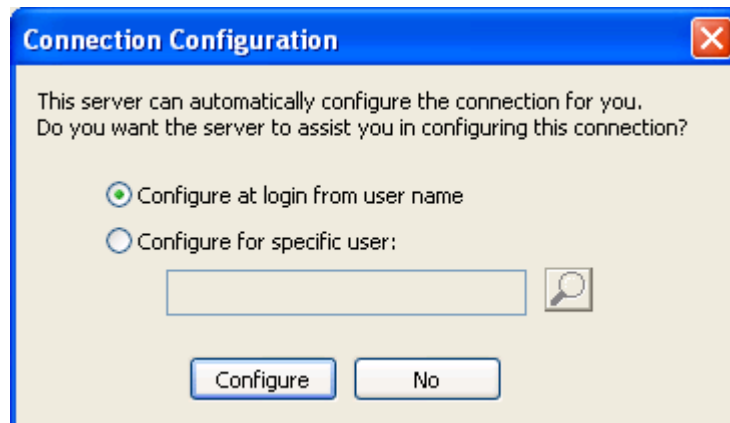 Connection Configuration
This server can automatically configure the connection for you.
Do you want the server to assist you in configuring this connection?
Configure at login from user name
Configure for specific user:
Configure No